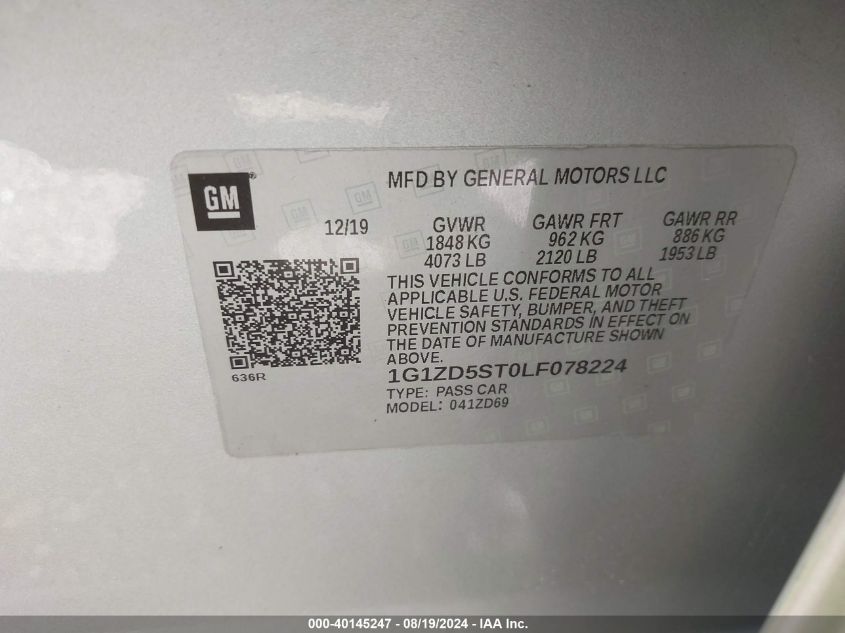 GM®
MFD BY GENERAL MOTORS LLC
12/19 GVWR GAWR FRT GAWR RR
1848 KG 962 KG 886 KG
4073 LB 2120 LB 1953 LB
THIS VEHICLE CONFORMS TO ALL
APPLICABLE U.S. FEDERAL MOTOR
VEHICLE SAFETY, BUMPER, AND THEFT
PREVENTION STANDARDS IN EFFECT ON
THE DATE OF MANUFACTURE SHOWN
ABOVE.
636R
1G1ZD5ST0LF078224
TYPE: PASS CAR
MODEL: 041ZD69
000-40145247 - 08/19/2024 - IAA Inc.